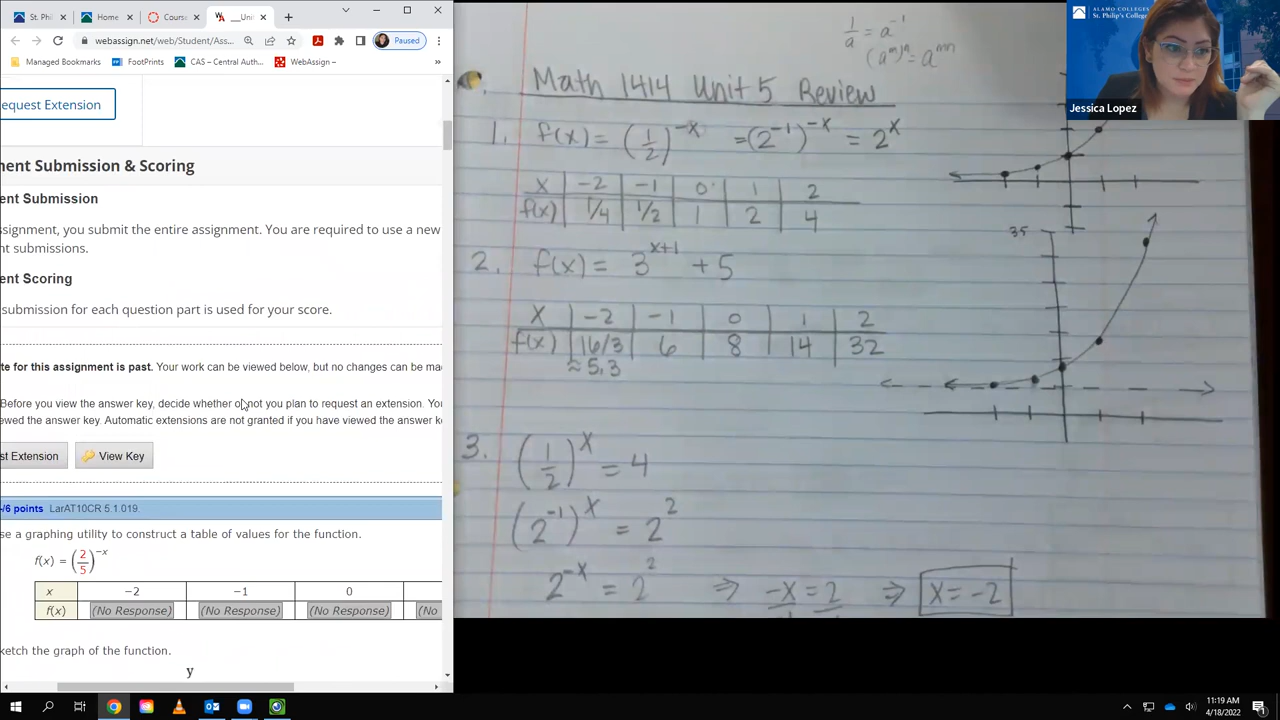 St. Phil
Home
Course
__Uni
webassign.net/web/Student/Ass...
Paused
Managed Bookmarks
FootPrints
CAS – Central Auth...
WebAssign –
equest Extension
nent Submission & Scoring
ent Submission
ssignment, you submit the entire assignment. You are required to use a new
nt submissions.
ent Scoring
submission for each question part is used for your score.
te for this assignment is past. Your work can be viewed below, but no changes can be ma
Before you view the answer key, decide whether or not you plan to request an extension. You
ewed the answer key. Automatic extensions are not granted if you have viewed the answer key.
st Extension
View Key
/6 points LarAT10CR 5.1.019.
se a graphing utility to construct a table of values for the function.
f(x) = (2/5)^−x
x −2 −1 0
f(x) (No Response) (No Response) (No Response) (No
ketch the graph of the function.
y
1/a = a^-1
(a^m)^n = a^mn
Math 1414 Unit 5 Review
1. f(x) = (1/2)^-x = (2^-1)^-x = 2^x
x -2 -1 0 1 2
f(x) 1/4 1/2 1 2 4
35
2. f(x) = 3^x+1 + 5
x -2 -1 0 1 2
f(x) 16/3 6 8 14 32
≈ 5.3
3. (1/2)^x = 4
(2^-1)^x = 2^2
2^-x = 2^2 ⇒ -x = 2 ⇒ x = -2
ALAMO COLLEGES
St. Philip's College
Jessica Lopez
11:19 AM
4/18/2022
1